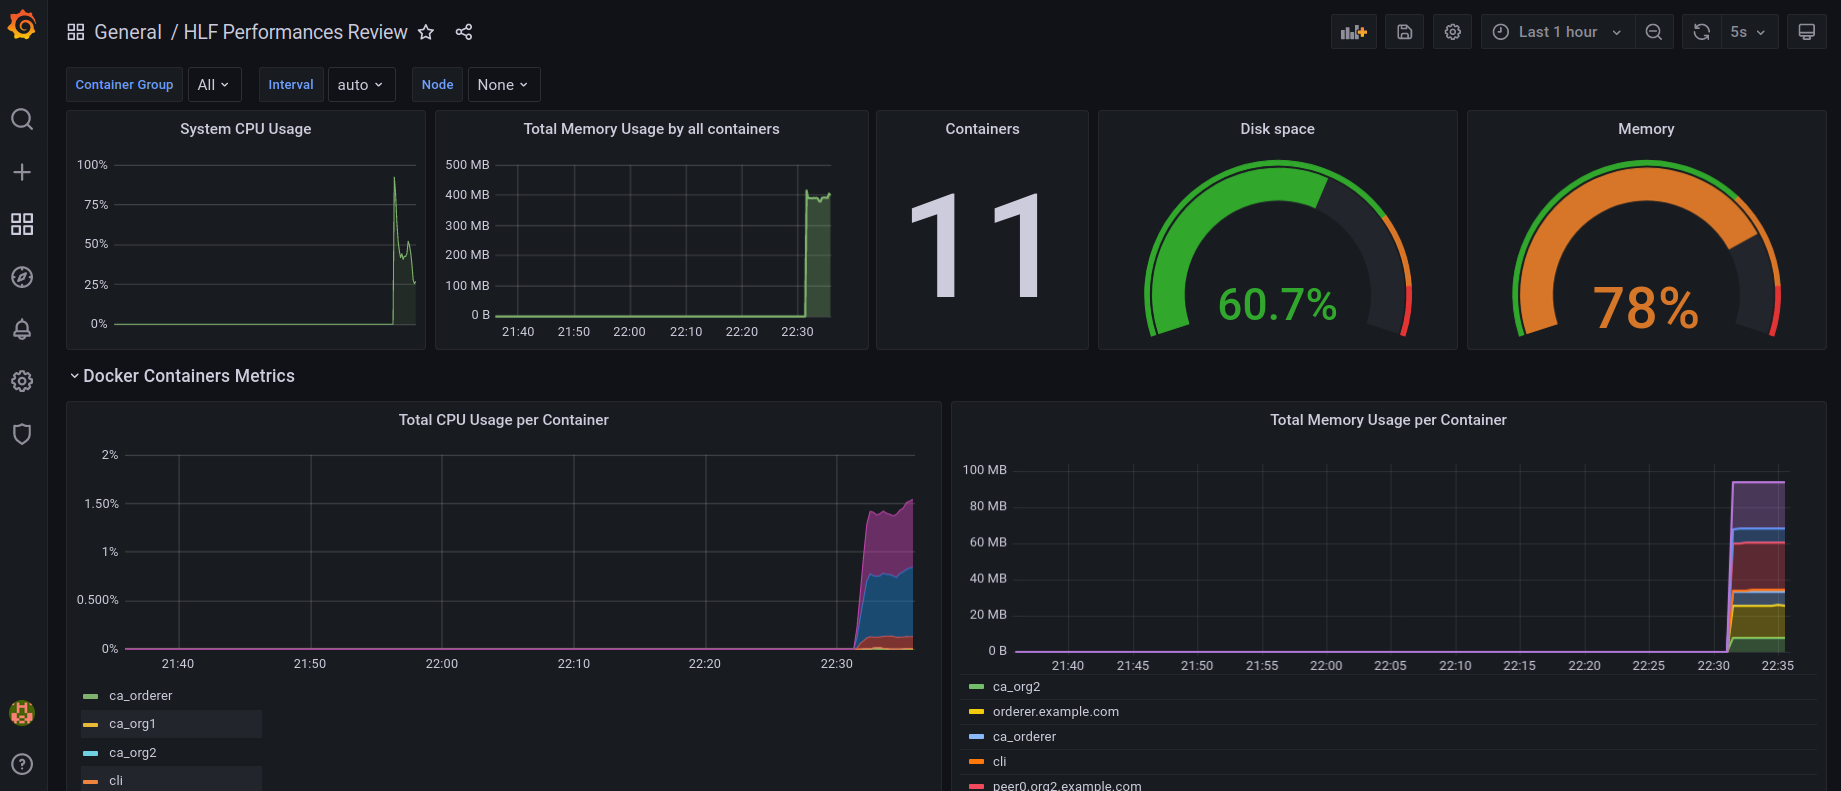 General / HLF Performances Review
Last 1 hour
5s
Container Group All Interval auto Node None
System CPU Usage
100%
75%
50%
25%
0%
Total Memory Usage by all containers
500 MB
400 MB
300 MB
200 MB
100 MB
0 B
21:40 21:50 22:00 22:10 22:20 22:30
Containers
11
Disk space
60.7%
Memory
78%
Docker Containers Metrics
Total CPU Usage per Container
2%
1.50%
1%
0.500%
0%
21:40 21:50 22:00 22:10 22:20 22:30
ca_orderer
ca_org1
ca_org2
cli
Total Memory Usage per Container
100 MB
80 MB
60 MB
40 MB
20 MB
0 B
21:40 21:45 21:50 21:55 22:00 22:05 22:10 22:15 22:20 22:25 22:30 22:35
ca_org2
orderer.example.com
ca_orderer
cli
peer0.org2.example.com